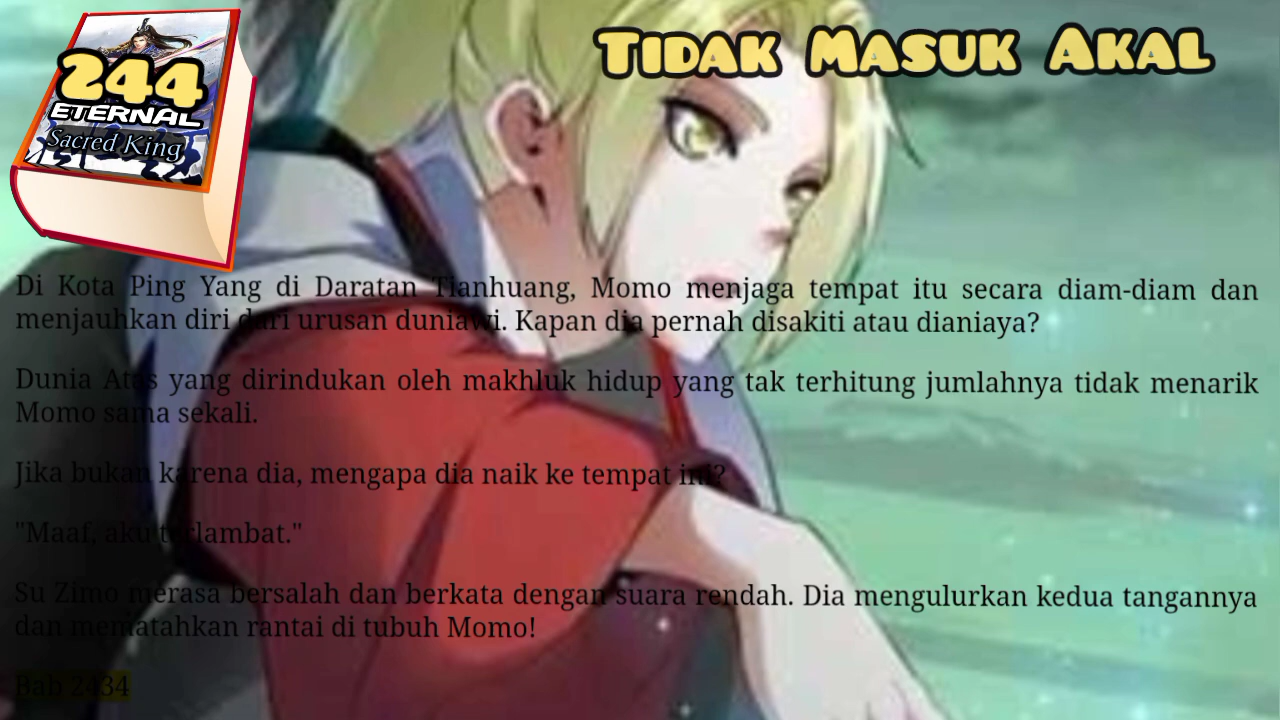 244
ETERNAL
Sacred King
TIDAK MASUK AKAL
Di Kota Ping Yang di Daratan Tianhuang, Momo menjaga tempat itu secara diam-diam dan
menjauhkan diri dari urusan duniawi. Kapan dia pernah disakiti atau dianiaya?
Dunia Atas yang dirindukan oleh makhluk hidup yang tak terhitung jumlahnya tidak menarik
Momo sama sekali.
Jika bukan karena dia, mengapa dia naik ke tempat ini?
"Maaf, aku terlambat."
Su Zimo merasa bersalah dan berkata dengan suara rendah. Dia mengulurkan kedua tangannya
dan mematahkan rantai di tubuh Momo!
Bab 2434